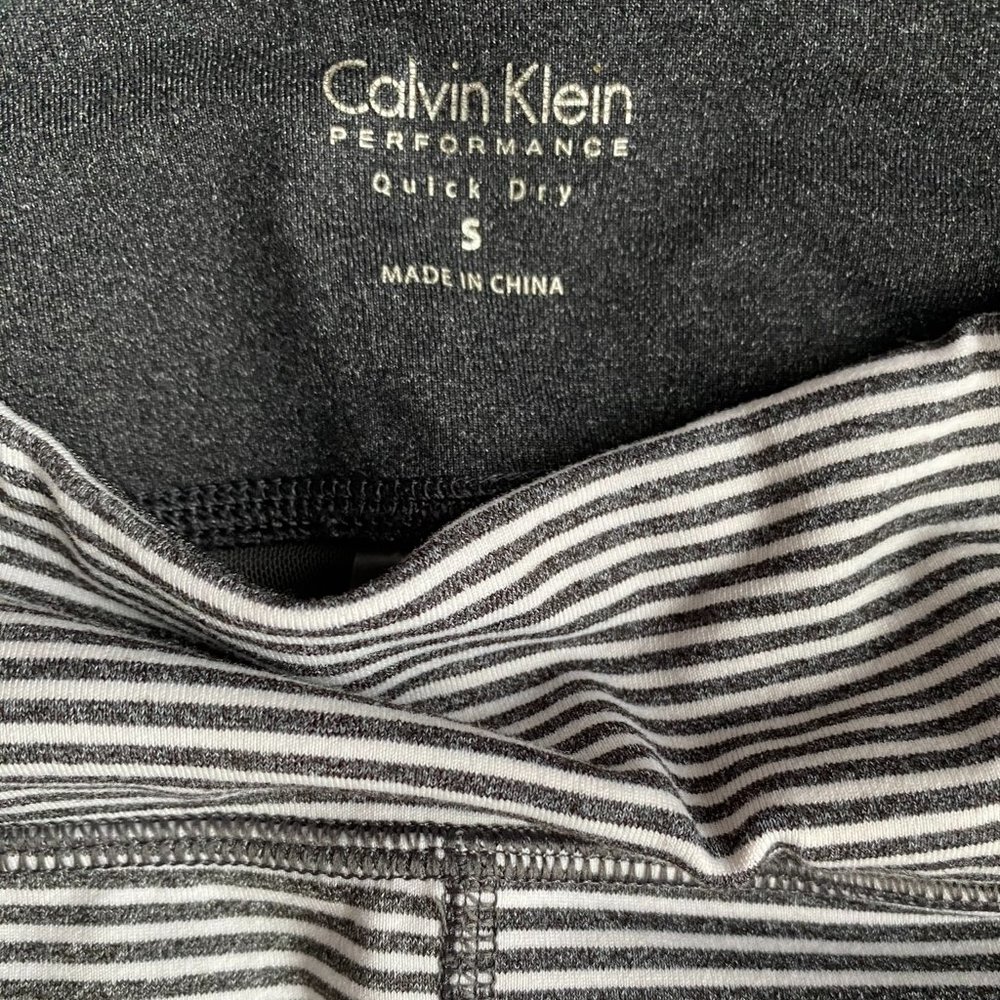 Calvin Klein
PERFORMANCE
Quick Dry
S
MADE IN CHINA